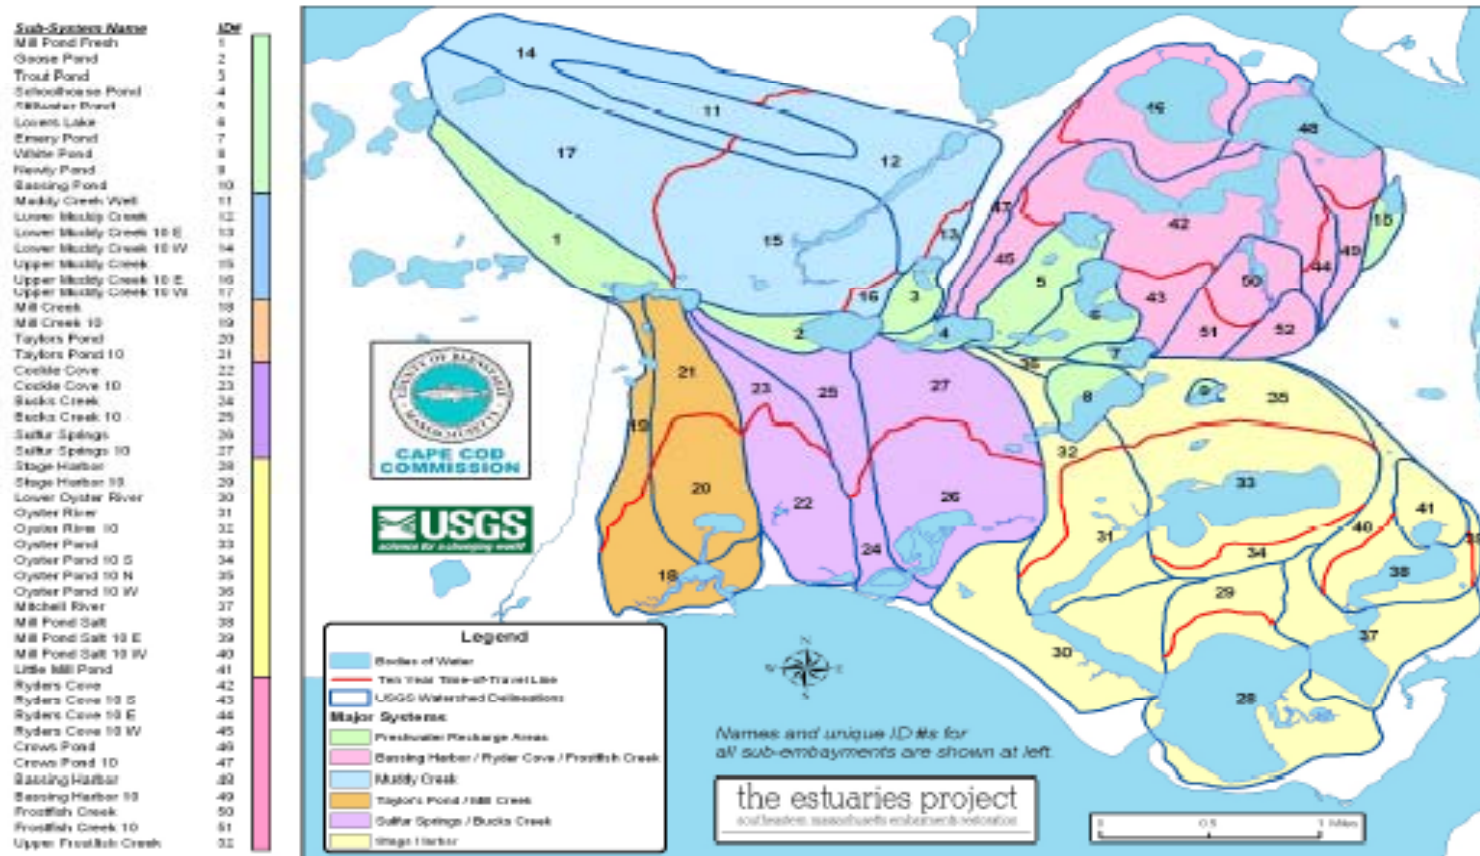 Sub-System Name ID#
Mill Pond Fresh 1
Goose Pond 2
Trout Pond 3
Schoolhouse Pond 4
Stillwater Pond 5
Lovers Lake 6
Emery Pond 7
White Pond 8
Newty Pond 9
Bassing Pond 10
Muddy Creek Well 11
Lower Muddy Creek 12
Lower Muddy Creek 10 E 13
Lower Muddy Creek 10 W 14
Upper Muddy Creek 15
Upper Muddy Creek 10 E 16
Upper Muddy Creek 10 W 17
Mill Creek 18
Mill Creek 10 19
Taylors Pond 20
Taylors Pond 10 21
Cockle Cove 22
Cockle Cove 10 23
Bucks Creek 24
Bucks Creek 10 25
Sulfur Springs 26
Sulfur Springs 10 27
Stage Harbor 28
Stage Harbor 10 29
Lower Oyster River 30
Oyster River 31
Oyster River 10 32
Oyster Pond 33
Oyster Pond 10 S 34
Oyster Pond 10 N 35
Oyster Pond 10 W 36
Mitchell River 37
Mill Pond Salt 38
Mill Pond Salt 10 E 39
Mill Pond Salt 10 W 40
Little Mill Pond 41
Ryders Cove 42
Ryders Cove 10 S 43
Ryders Cove 10 E 44
Ryders Cove 10 W 45
Crows Pond 46
Crows Pond 10 47
Bassing Harbor 48
Bassing Harbor 10 49
Frostfish Creek 50
Frostfish Creek 10 51
Upper Frostfish Creek 52
14
11
17
12
46
48
1
15
13
47
45
42
10
49
44
5
50
43
16
3
6
51
52
2
4
7
36
21
23
25
27
8
9
35
19
32
20
22
26
33
41
39
40
31
24
34
38
18
29
37
30
28
COUNTY OF BARNSTABLE
MASSACHUSETTS
CAPE COD
COMMISSION
USGS
science for a changing world
Legend
Bodies of Water
Ten Year Time-of-Travel Line
USGS Watershed Delineations
Major Systems
Freshwater Recharge Areas
Bassing Harbor / Ryder Cove / Frostfish Creek
Muddy Creek
Taylor's Pond / Mill Creek
Sulfur Springs / Bucks Creek
Stage Harbor
N
W E
S
Names and unique ID #s for
all sub-embayments are shown at left
the estuaries project
southeastern massachusetts embayments restoration
0.5 1 Miles